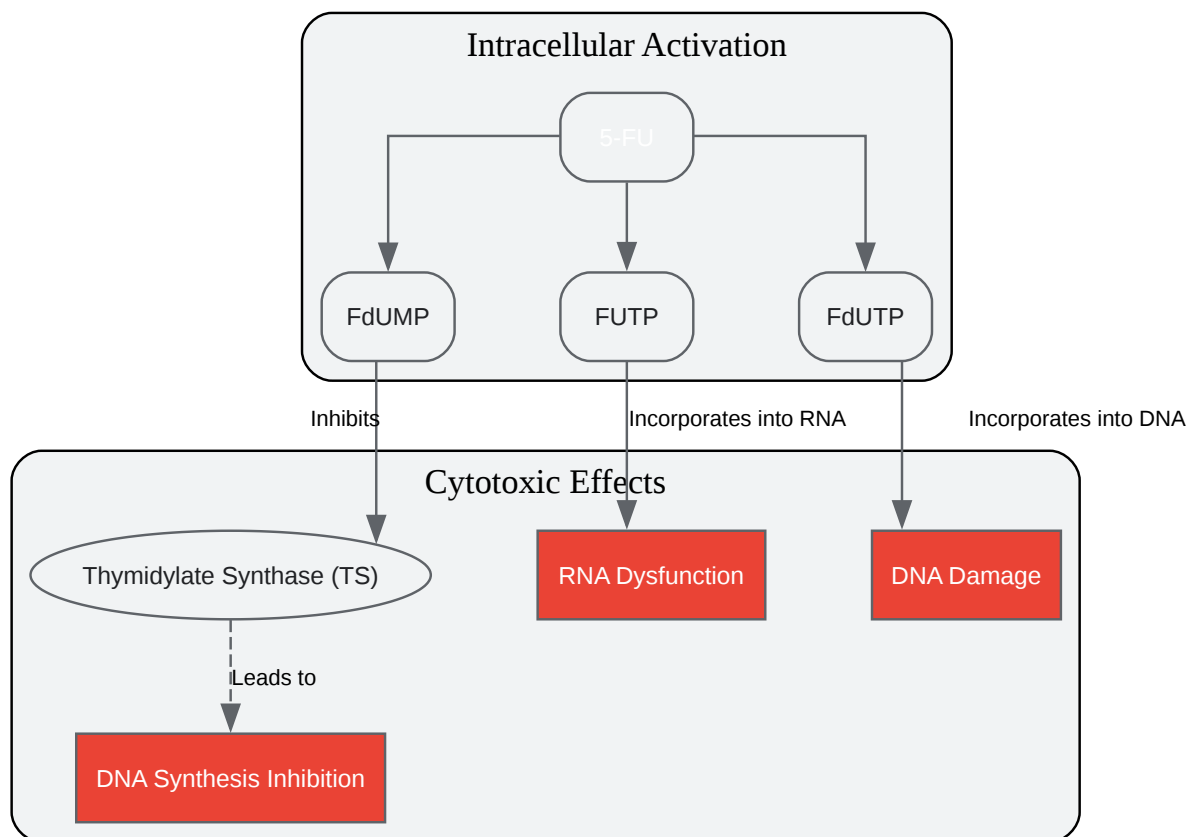 Intracellular Activation
5-FU
FdUMP
FUTP
FdUTP
Inhibits
Incorporates into RNA
Incorporates into DNA
Cytotoxic Effects
Thymidylate Synthase (TS)
RNA Dysfunction
DNA Damage
Leads to
DNA Synthesis Inhibition